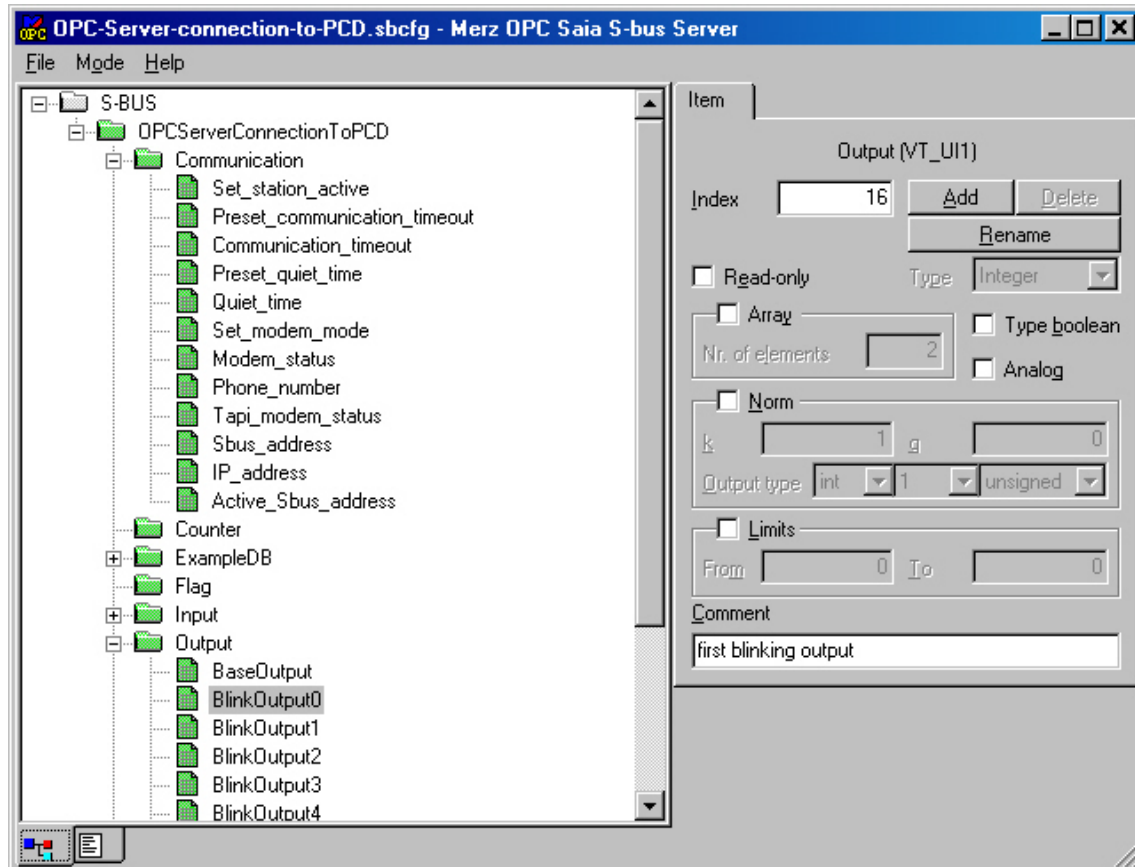 OPC OPC-Server-connection-to-PCD.sbcfg - Merz OPC Saia S-bus Server
File Mode Help
S-BUS
OPCServerConnectionToPCD
Communication
Set_station_active
Preset_communication_timeout
Communication_timeout
Preset_quiet_time
Quiet_time
Set_modem_mode
Modem_status
Phone_number
Tapi_modem_status
Sbus_address
IP_address
Active_Sbus_address
Counter
ExampleDB
Flag
Input
Output
BaseOutput
BlinkOutput0
BlinkOutput1
BlinkOutput2
BlinkOutput3
BlinkOutput4
Item
Output (VT_UI1)
Index 16 Add Delete
Rename
Read-only Type Integer
Array Type boolean
Nr. of elements 2
Analog
Norm
k 1 q 0
Output type int 1 unsigned
Limits
From 0 To 0
Comment
first blinking output